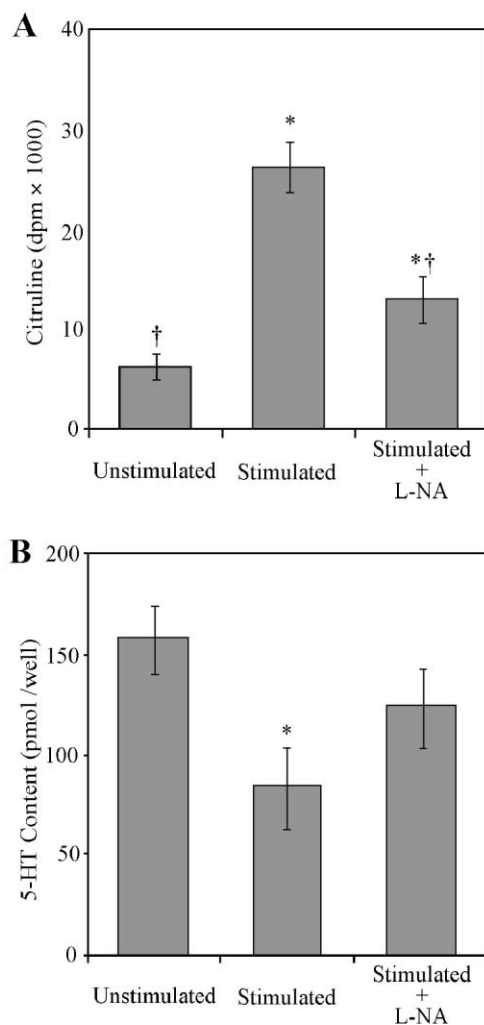 A
Citruline (dpm × 1000)
40
30
20
10
0
†
*
*†
Unstimulated
Stimulated
Stimulated
+
L-NA
B
5-HT Content (pmol /well)
200
150
100
50
0
*
Unstimulated
Stimulated
Stimulated
+
L-NA